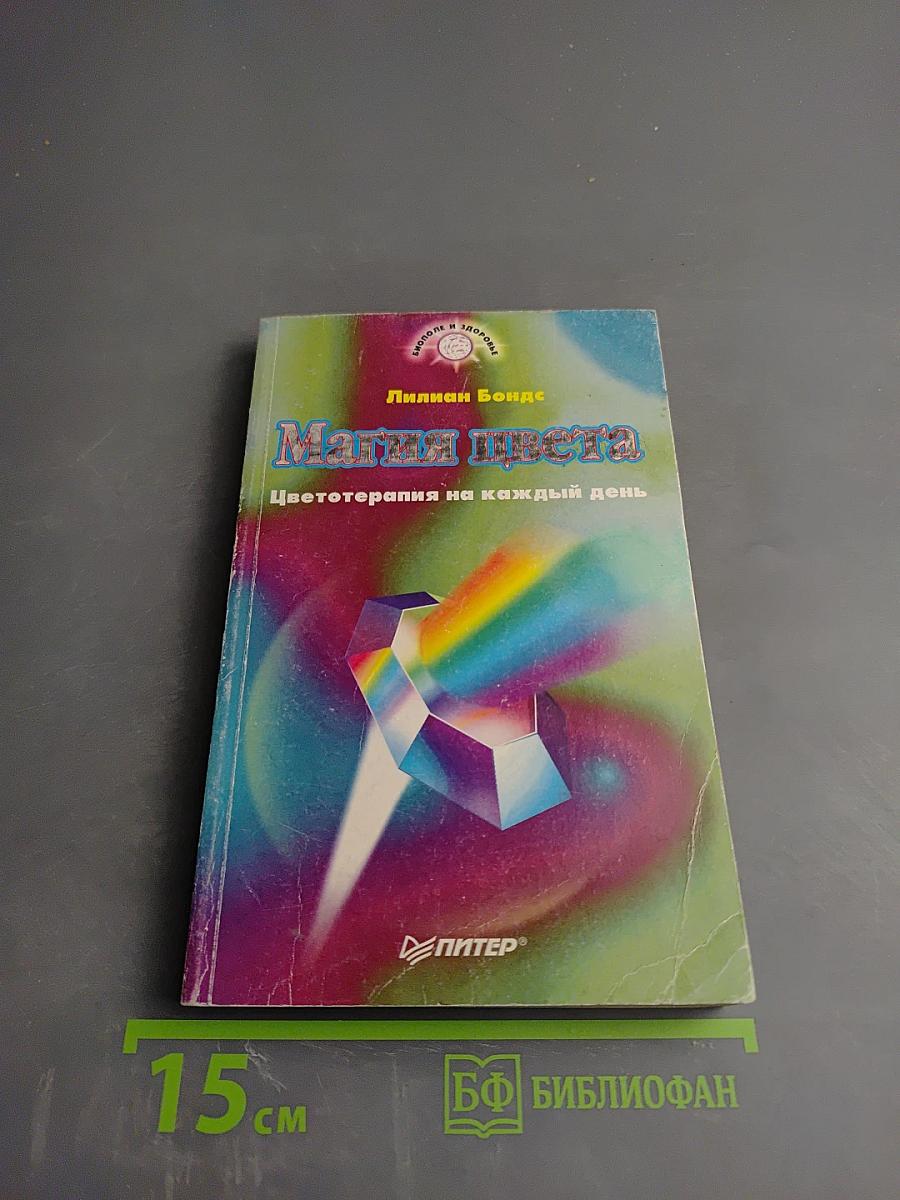 БИОПОЛЕ И ЗДОРОВЬЕ
Лилиан Бондс
Магия цвета
Цветотерапия на каждый день
ПИТЕР®
15 см
БФ БИБЛИОФАН